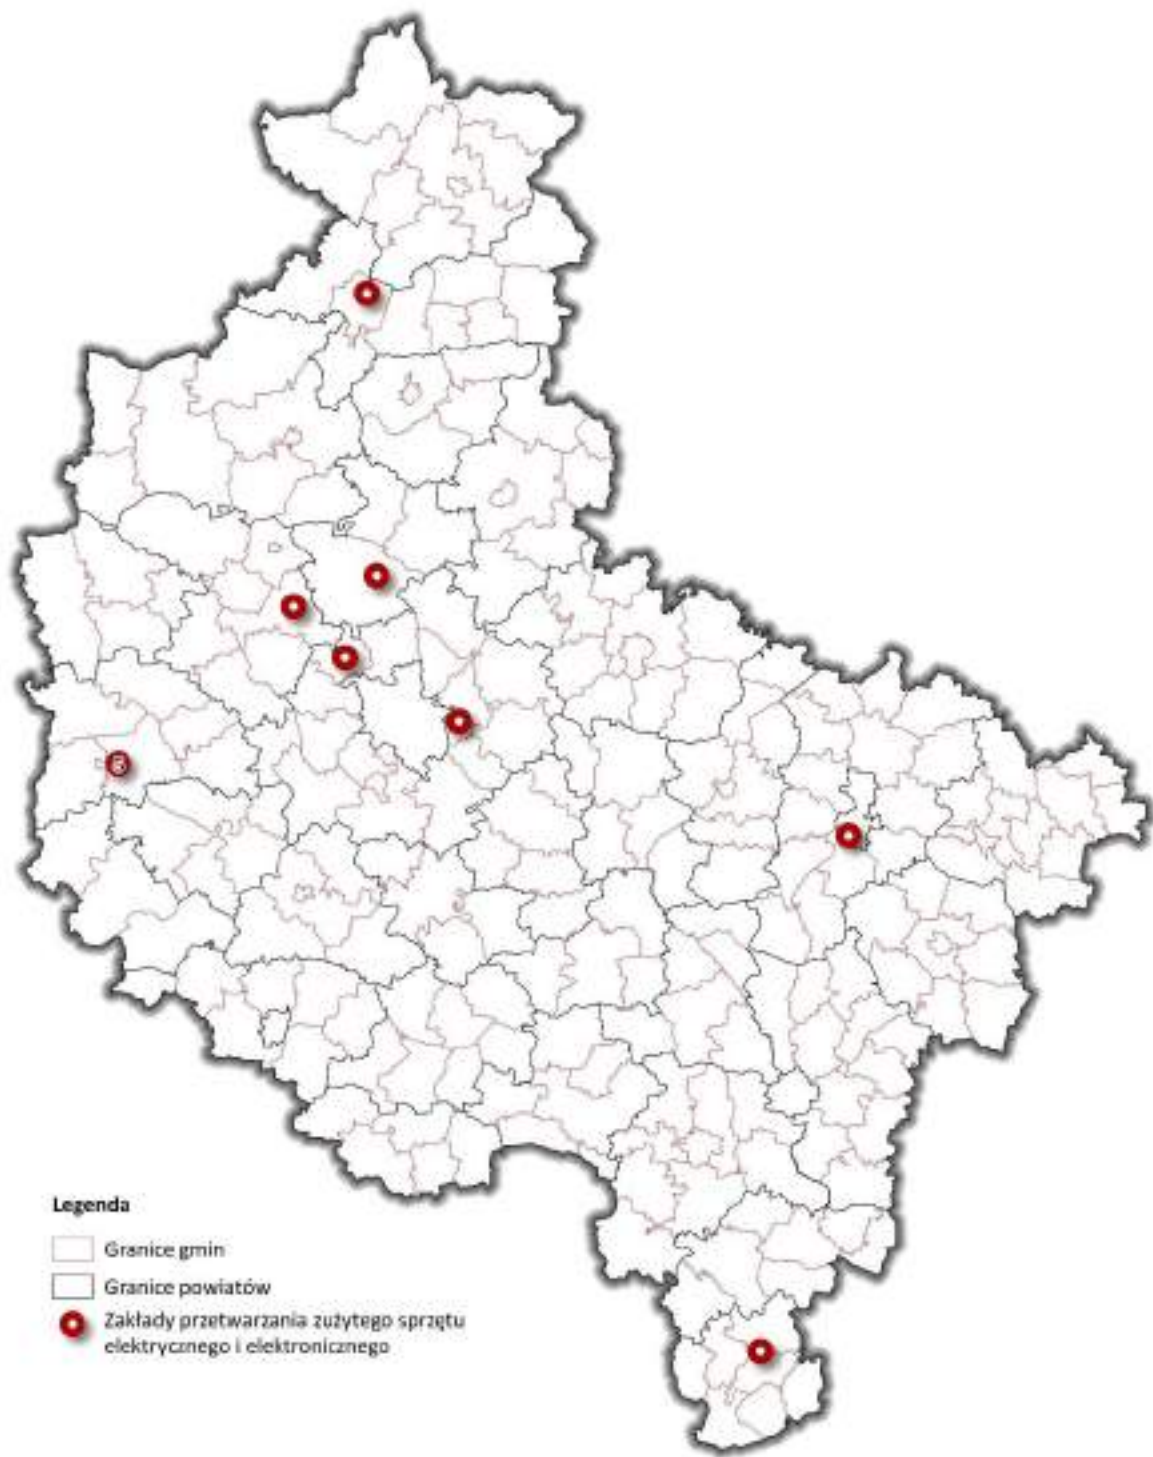 Legenda
Granice gmin
Granice powiatów
Zakłady przetwarzania zużytego sprzętu
elektrycznego i elektronicznego